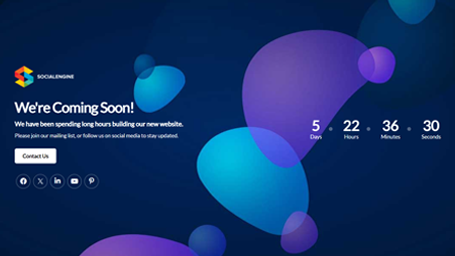 SOCIALENGINE
We're Coming Soon!
We have been spending long hours building our new website.
Please join our mailing list, or follow us on social media to stay updated.
Contact Us
5 22 36 30
Days Hours Minutes Seconds